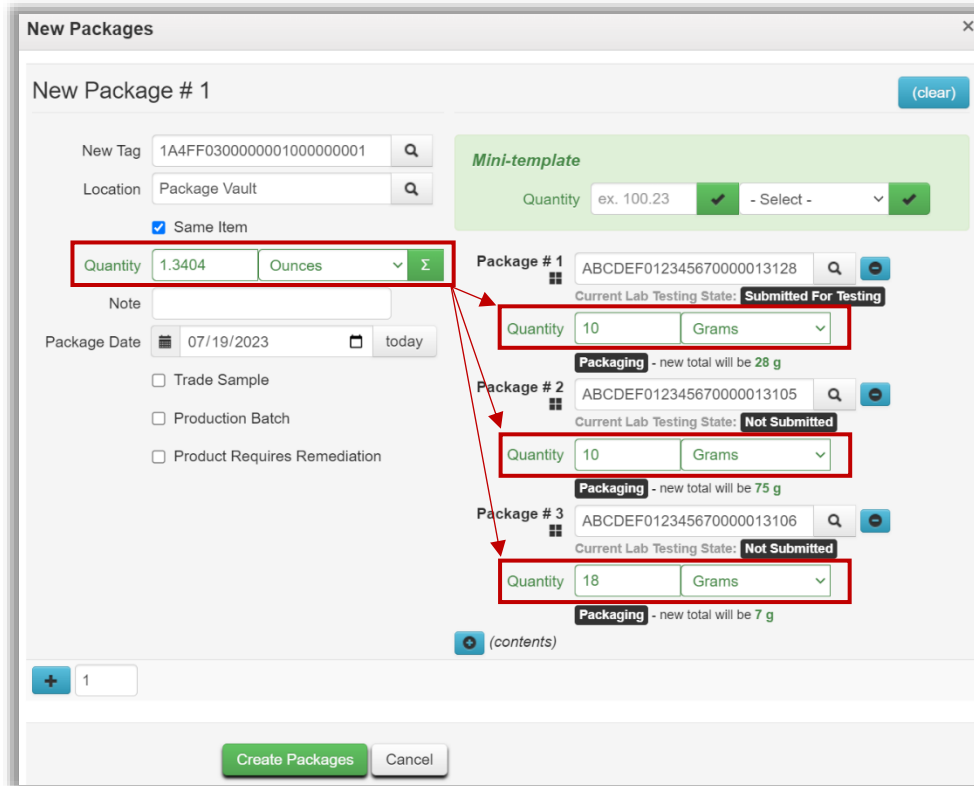 New Packages ×
New Package # 1 (clear)
New Tag 1A4FF0300000001000000001
Location Package Vault
Same Item
Quantity 1.3404 Ounces Σ
Note
Package Date 07/19/2023 today
Trade Sample
Production Batch
Product Requires Remediation
Mini-template
Quantity ex. 100.23 - Select -
Package # 1 ABCDEF012345670000013128
Current Lab Testing State: Submitted For Testing
Quantity 10 Grams
Packaging - new total will be 28 g
Package # 2 ABCDEF012345670000013105
Current Lab Testing State: Not Submitted
Quantity 10 Grams
Packaging - new total will be 75 g
Package # 3 ABCDEF012345670000013106
Current Lab Testing State: Not Submitted
Quantity 18 Grams
Packaging - new total will be 7 g
(contents)
1
Create Packages Cancel